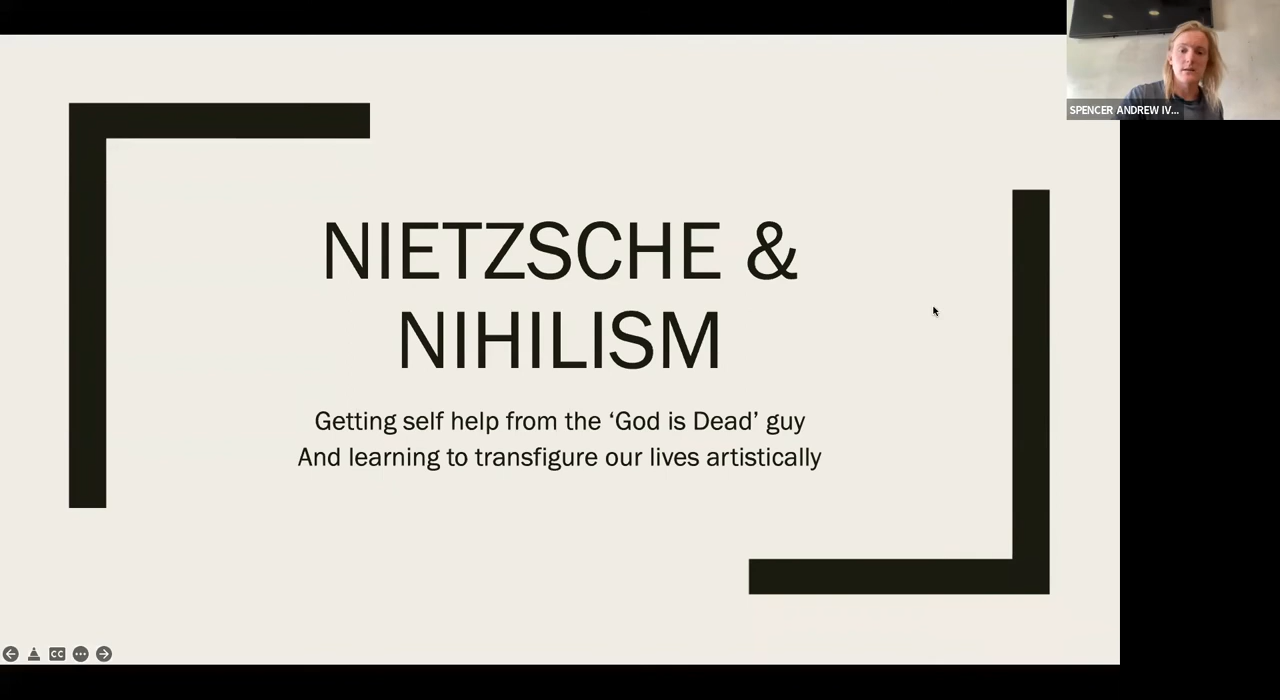 SPENCER ANDREW IV...
NIETZSCHE &
NIHILISM
Getting self help from the ‘God is Dead’ guy
And learning to transfigure our lives artistically
CC